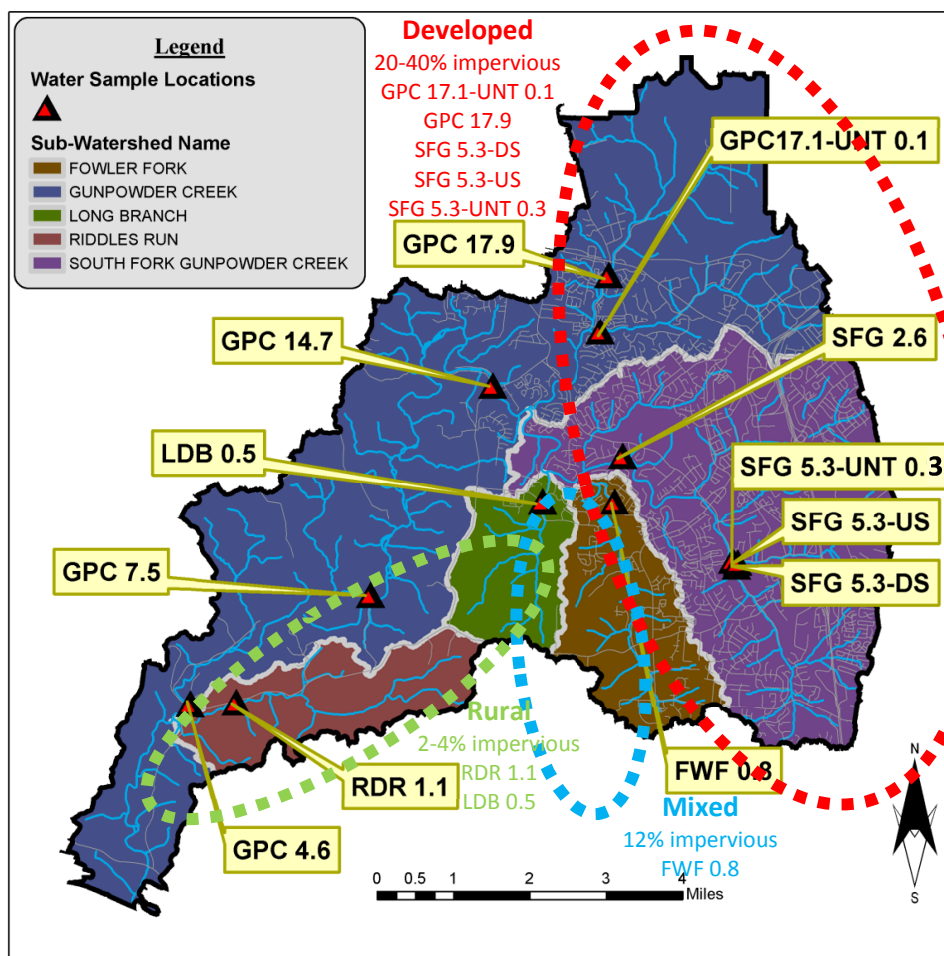 Legend
Water Sample Locations
Sub-Watershed Name
FOWLER FORK
GUNPOWDER CREEK
LONG BRANCH
RIDDLES RUN
SOUTH FORK GUNPOWDER CREEK
Developed
20-40% impervious
GPC 17.1-UNT 0.1
GPC 17.9
SFG 5.3-DS
SFG 5.3-US
SFG 5.3-UNT 0.3
GPC17.1-UNT 0.1
GPC 17.9
GPC 14.7
SFG 2.6
LDB 0.5
SFG 5.3-UNT 0.3
SFG 5.3-US
SFG 5.3-DS
GPC 7.5
Rural
2-4% impervious
RDR 1.1
LDB 0.5
RDR 1.1
FWF 0.8
GPC 4.6
Mixed
12% impervious
FWF 0.8
N
S
0 0.5 1 2 3 4
Miles